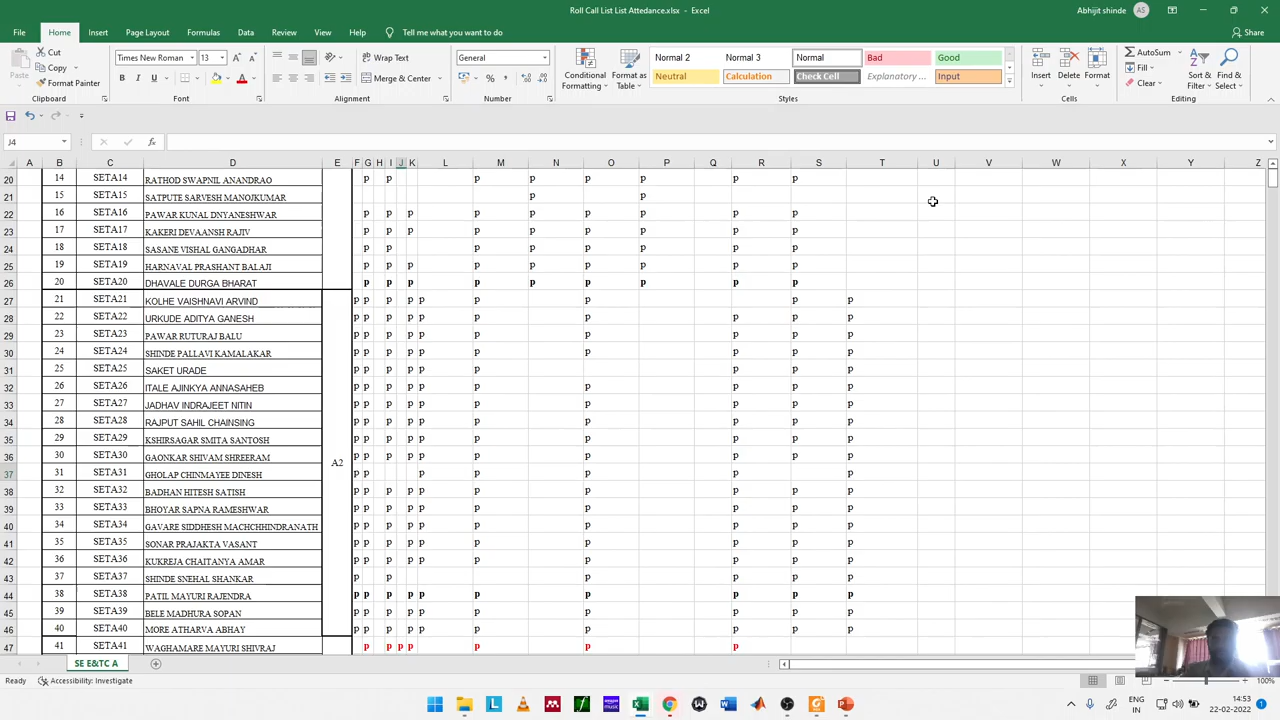 Roll Call List List Attedance.xlsx - Excel
Abhijit shinde AS
File Home Insert Page Layout Formulas Data Review View Help Tell me what you want to do Share
Paste Cut Copy Format Painter Clipboard
Times New Roman 13 B I U A Font
Wrap Text Merge & Center Alignment
General % Number
Conditional Formatting Format as Table
Normal 2 Normal 3 Normal Bad Good
Neutral Calculation Check Cell Explanatory ... Input
Styles
Insert Delete Format Cells
AutoSum Fill Clear Sort & Filter Find & Select Editing
J4 fx
A B C D E F G H I J K L M N O P Q R S T U V W X Y Z
20 14 SETA14 RATHOD SWAPNIL ANANDRAO p p p p p p p p
21 15 SETA15 SATPUTE SARVESH MANOJKUMAR p p
22 16 SETA16 PAWAR KUNAL DNYANESHWAR p p p p p p p p p
23 17 SETA17 KAKERI DEVAANSH RAJIV p p p p p p p p p
24 18 SETA18 SASANE VISHAL GANGADHAR p p p p p p p p
25 19 SETA19 HARNAVAL PRASHANT BALAJI p p p p p p p p p
26 20 SETA20 DHAVALE DURGA BHARAT p p p p p p p p p
27 21 SETA21 KOLHE VAISHNAVI ARVIND p p p p p p p p p
28 22 SETA22 URKUDE ADITYA GANESH p p p p p p p p p p
29 23 SETA23 PAWAR RUTURAJ BALU p p p p p p p p p
30 24 SETA24 SHINDE PALLAVI KAMALAKAR p p p p p p p p p p
31 25 SETA25 SAKET URADE p p p p p p p p p
32 26 SETA26 ITALE AJINKYA ANNASAHEB p p p p p p p p p p
33 27 SETA27 JADHAV INDRAJEET NITIN p p p p p p p p p p
34 28 SETA28 RAJPUT SAHIL CHAINSING p p p p p p p p p p
35 29 SETA29 KSHIRSAGAR SMITA SANTOSH p p p p p p p p p p
36 30 SETA30 GAONKAR SHIVAM SHREERAM p p p p p p p p p p
A2
37 31 SETA31 GHOLAP CHINMAYEE DINESH p p p p p p p
38 32 SETA32 BADHAN HITESH SATISH p p p p p p p p p p
39 33 SETA33 BHOYAR SAPNA RAMESHWAR p p p p p p p p p p
40 34 SETA34 GAVARE SIDDHESH MACHCHHINDRANATH p p p p p p p p p p
41 35 SETA35 SONAR PRAJAKTA VASANT p p p p p p p p p p
42 36 SETA36 KUKREJA CHAITANYA AMAR p p p p p p p p p p
43 37 SETA37 SHINDE SNEHAL SHANKAR p p p p p p
44 38 SETA38 PATIL MAYURI RAJENDRA p p p p p p p p p p
45 39 SETA39 BELE MADHURA SOPAN p p p p p p p p p p
46 40 SETA40 MORE ATHARVA ABHAY p p p p p p p p p p
47 41 SETA41 WAGHAMARE MAYURI SHIVRAJ p p p p p p p
SE E&TC A
Ready Accessibility: Investigate 100%
ENG IN 14:53 22-02-2022